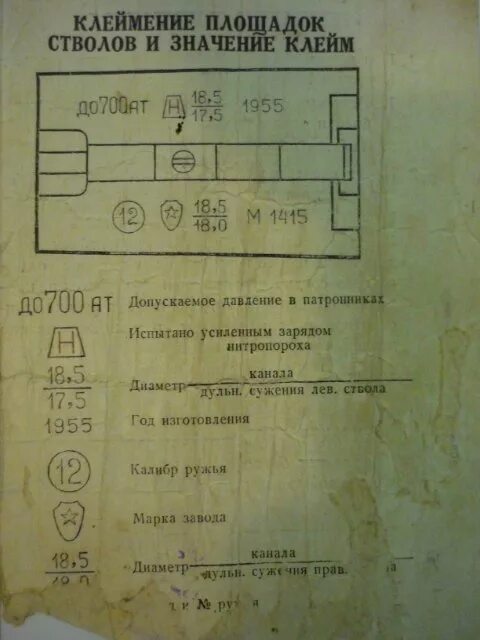 КЛЕЙМЕНИЕ ПЛОЩАДОК
СТВОЛОВ И ЗНАЧЕНИЕ КЛЕЙМ
до700АТ Н 18,5 1955
17,5
12 18,5 М 1415
18,0
до700 АТ Допускаемое давление в патронниках
Н Испытано усиленным зарядом
нитропороха
18,5 Диаметр канала
17,5 дульн. сужения лев. ствола
1955 Год изготовления
12 Калибр ружья
Марка завода
18,5 Диаметр канала
дульн. сужения прав.
и №